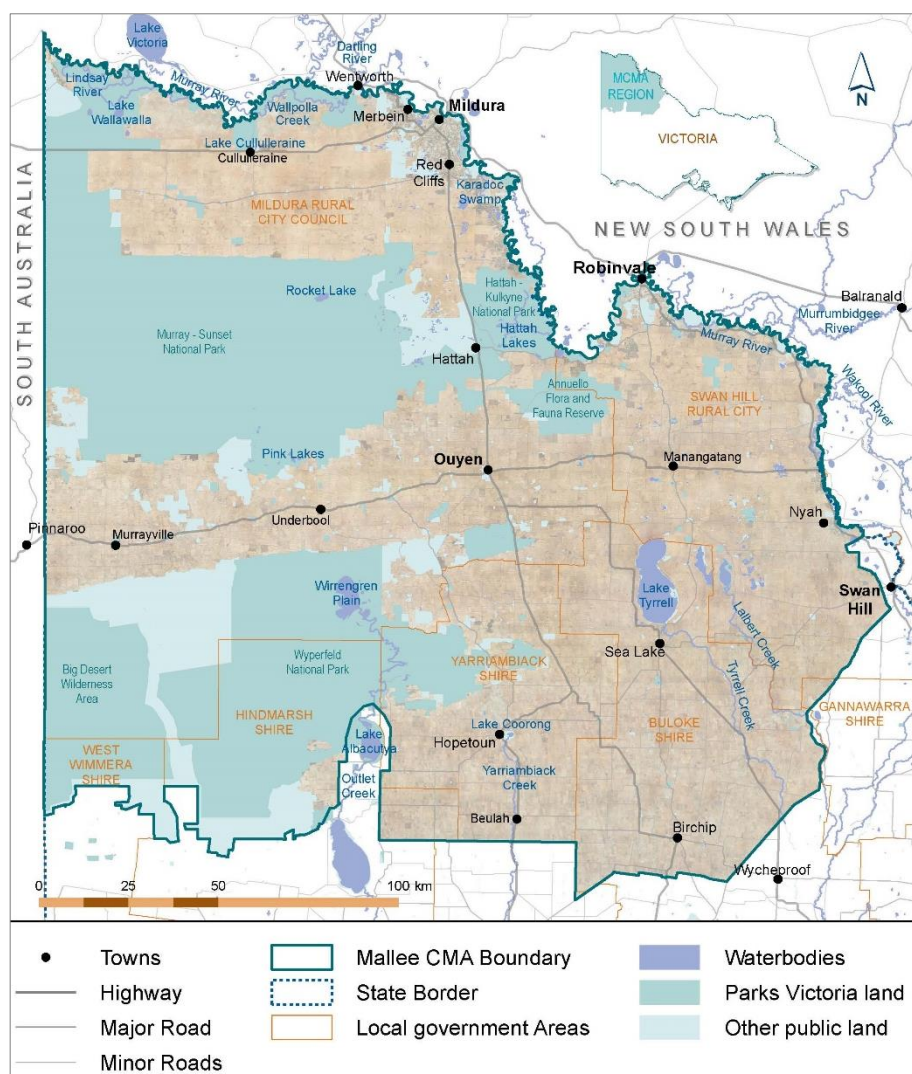 Lake
Victoria
Darling
River
Wentworth
Lindsay
River
Murray River
Lake
Wallawalla
Wallpolla
Creek
Merbein
Mildura
MCMA
REGION
VICTORIA
N
Lake Cullulleraine
Cullulleraine
Red
Cliffs
Karadoc
Swamp
MILDURA RURAL
CITY COUNCIL
NEW SOUTH WALES
SOUTH AUSTRALIA
Robinvale
Rocket Lake
Hattah -
Kulkyne
National Park
Hattah
Lakes
Balranald
Murrumbidgee
River
Murray River
Murray - Sunset
National Park
Hattah
Wakool River
Annuello
Flora and
Fauna Reserve
SWAN HILL
RURAL CITY
Pink Lakes
Ouyen
Manangatang
Underbool
Nyah
Pinnaroo
Murrayville
Wirrengren
Plain
Lake
Tyrrell
Swan
Hill
Lalbert Creek
Tyrrell Creek
Sea Lake
Big Desert
Wilderness
Area
Wyperfeld
National Park
YARRIAMBIACK
SHIRE
HINDMARSH
SHIRE
BULOKE
SHIRE
GANNAWARRA
SHIRE
WEST
WIMMERA
SHIRE
Lake
Albacutya
Lake Coorong
Hopetoun
Outlet
Creek
Yarriambiack
Creek
Beulah
Birchip
Wycheproof
0 25 50 100 km
Towns
Highway
Major Road
Minor Roads
Mallee CMA Boundary
State Border
Local government Areas
Waterbodies
Parks Victoria land
Other public land